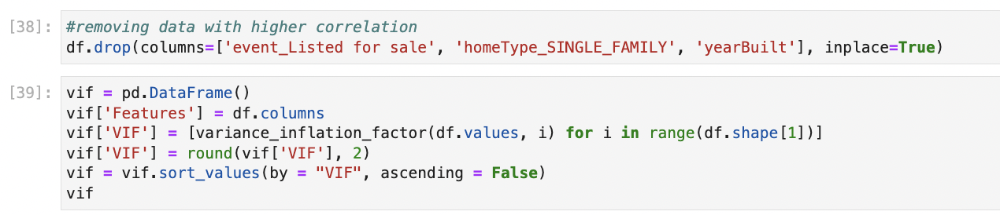 [38]: #removing data with higher correlation
df.drop(columns=['event_Listed for sale', 'homeType_SINGLE_FAMILY', 'yearBuilt'], inplace=True)
[39]: vif = pd.DataFrame()
vif['Features'] = df.columns
vif['VIF'] = [variance_inflation_factor(df.values, i) for i in range(df.shape[1])]
vif['VIF'] = round(vif['VIF'], 2)
vif = vif.sort_values(by = "VIF", ascending = False)
vif